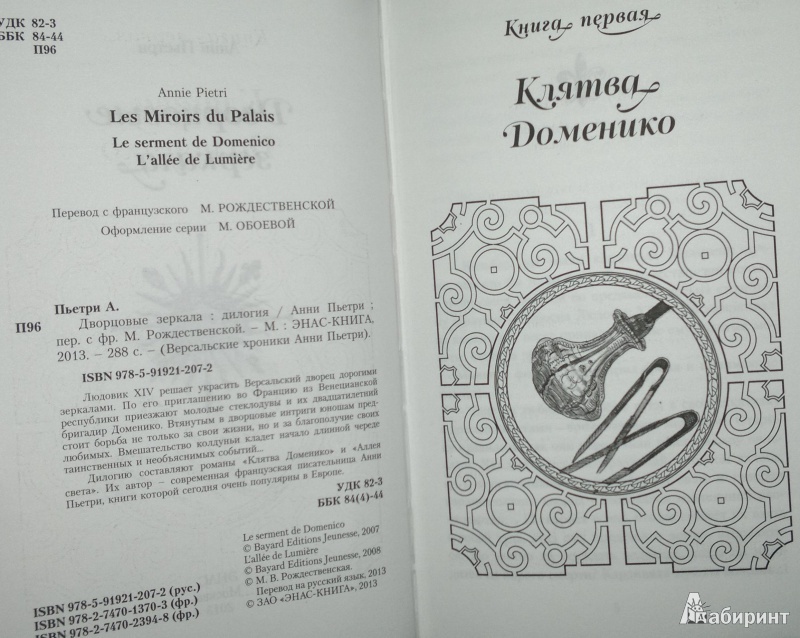 УДК 82-3
ББК 84-44
П96
Annie Pietri
Les Miroirs du Palais
Le serment de Domenico
L'allée de Lumière
Перевод с французского М. РОЖДЕСТВЕНСКОЙ
Оформление серии М. ОБОЕВОЙ
Пьетри А.
П96 Дворцовые зеркала : дилогия / Анни Пьетри ;
пер. с фр. М. Рождественской. – М. : ЭНАС-КНИГА,
2013. – 288 с. – (Версальские хроники Анни Пьетри).
ISBN 978-5-91921-207-2
Людовик XIV решает украсить Версальский дворец дорогими
зеркалами. По его приглашению во Францию из Венецианской
республики приезжают молодые стеклодувы и их двадцатилетний
бригадир Доменико. Втянутым в дворцовые интриги юношам пред-
стоит борьба не только за свои жизни, но и за благополучие своих
любимых. Вмешательство колдуньи кладет начало длинной череде
таинственных и необъяснимых событий...
Дилогию составляют романы «Клятва Доменико» и «Аллея
света». Их автор – современная французская писательница Анни
Пьетри, книги которой сегодня очень популярны в Европе.
УДК 82-3
ББК 84(4)-44
Le serment de Domenico
© Bayard Editions Jeunesse, 2007
L'allée de Lumière
© Bayard Editions Jeunesse, 2008
© М. В. Рождественская.
Перевод на русский язык, 2013
© ЗАО «ЭНАС-КНИГА», 2013
ISBN 978-5-91921-207-2 (рус.)
ISBN 978-2-7470-1370-3 (фр.)
ISBN 978-2-7470-2394-8 (фр.)
Книга первая
Клятва
Доменико
Лабиринт